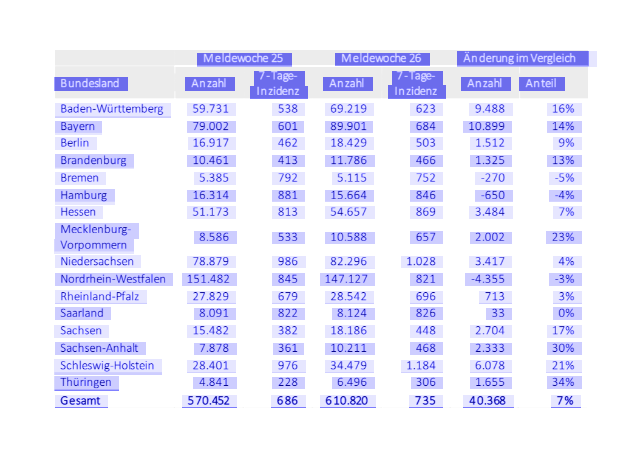 Meldewoche 25 Meldewoche 26 Änderung im Vergleich
Bundesland Anzahl 7-Tage-Inzidenz Anzahl 7-Tage-Inzidenz Anzahl Anteil
Baden-Württemberg 59.731 538 69.219 623 9.488 16%
Bayern 79.002 601 89.901 684 10.899 14%
Berlin 16.917 462 18.429 503 1.512 9%
Brandenburg 10.461 413 11.786 466 1.325 13%
Bremen 5.385 792 5.115 752 -270 -5%
Hamburg 16.314 881 15.664 846 -650 -4%
Hessen 51.173 813 54.657 869 3.484 7%
Mecklenburg-
Vorpommern 8.586 533 10.588 657 2.002 23%
Niedersachsen 78.879 986 82.296 1.028 3.417 4%
Nordrhein-Westfalen 151.482 845 147.127 821 -4.355 -3%
Rheinland-Pfalz 27.829 679 28.542 696 713 3%
Saarland 8.091 822 8.124 826 33 0%
Sachsen 15.482 382 18.186 448 2.704 17%
Sachsen-Anhalt 7.878 361 10.211 468 2.333 30%
Schleswig-Holstein 28.401 976 34.479 1.184 6.078 21%
Thüringen 4.841 228 6.496 306 1.655 34%
Gesamt 570.452 686 610.820 735 40.368 7%